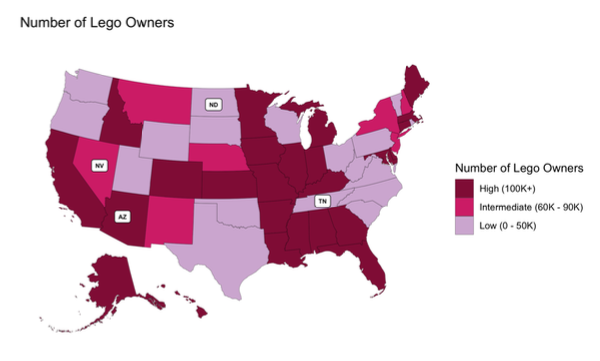 Number of Lego Owners
ND
NV
TN
AZ
Number of Lego Owners
High (100K+)
Intermediate (60K - 90K)
Low (0 - 50K)